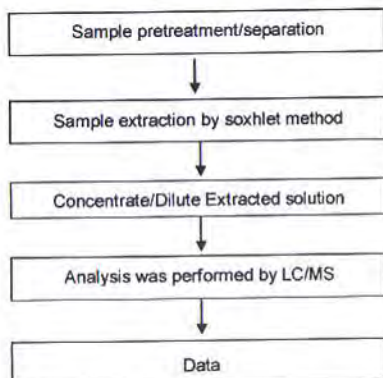 Sample pretreatment/separation
Sample extraction by soxhlet method
Concentrate/Dilute Extracted solution
Analysis was performed by LC/MS
Data